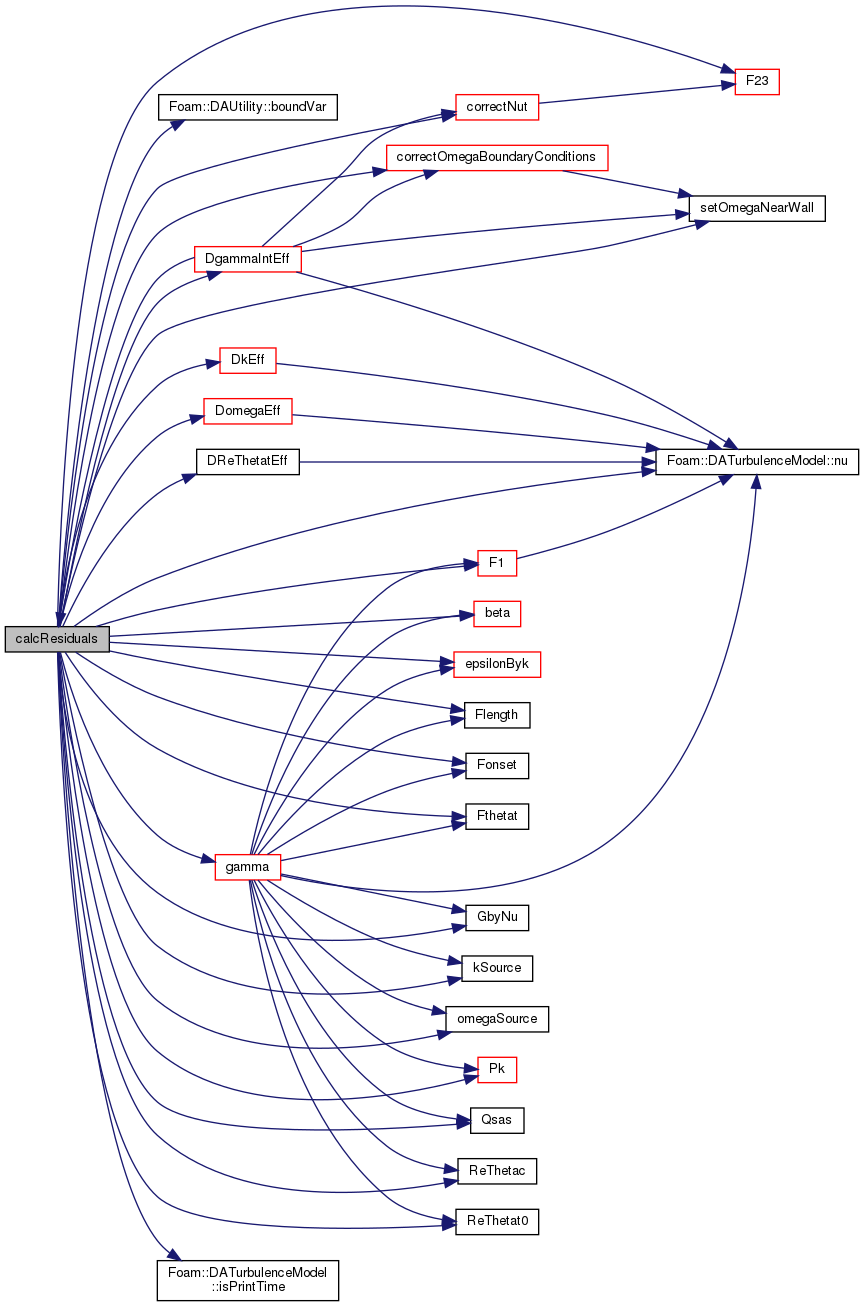 F23
Foam::DAUtility::boundVar
correctNut
correctOmegaBoundaryConditions
setOmegaNearWall
DgammaIntEff
DkEff
DomegaEff
DReThetatEff
Foam::DATurbulenceModel::nu
F1
beta
calcResiduals
epsilonByk
Flength
Fonset
Fthetat
gamma
GbyNu
kSource
omegaSource
Pk
Qsas
ReThetac
ReThetat0
Foam::DATurbulenceModel
::isPrintTime